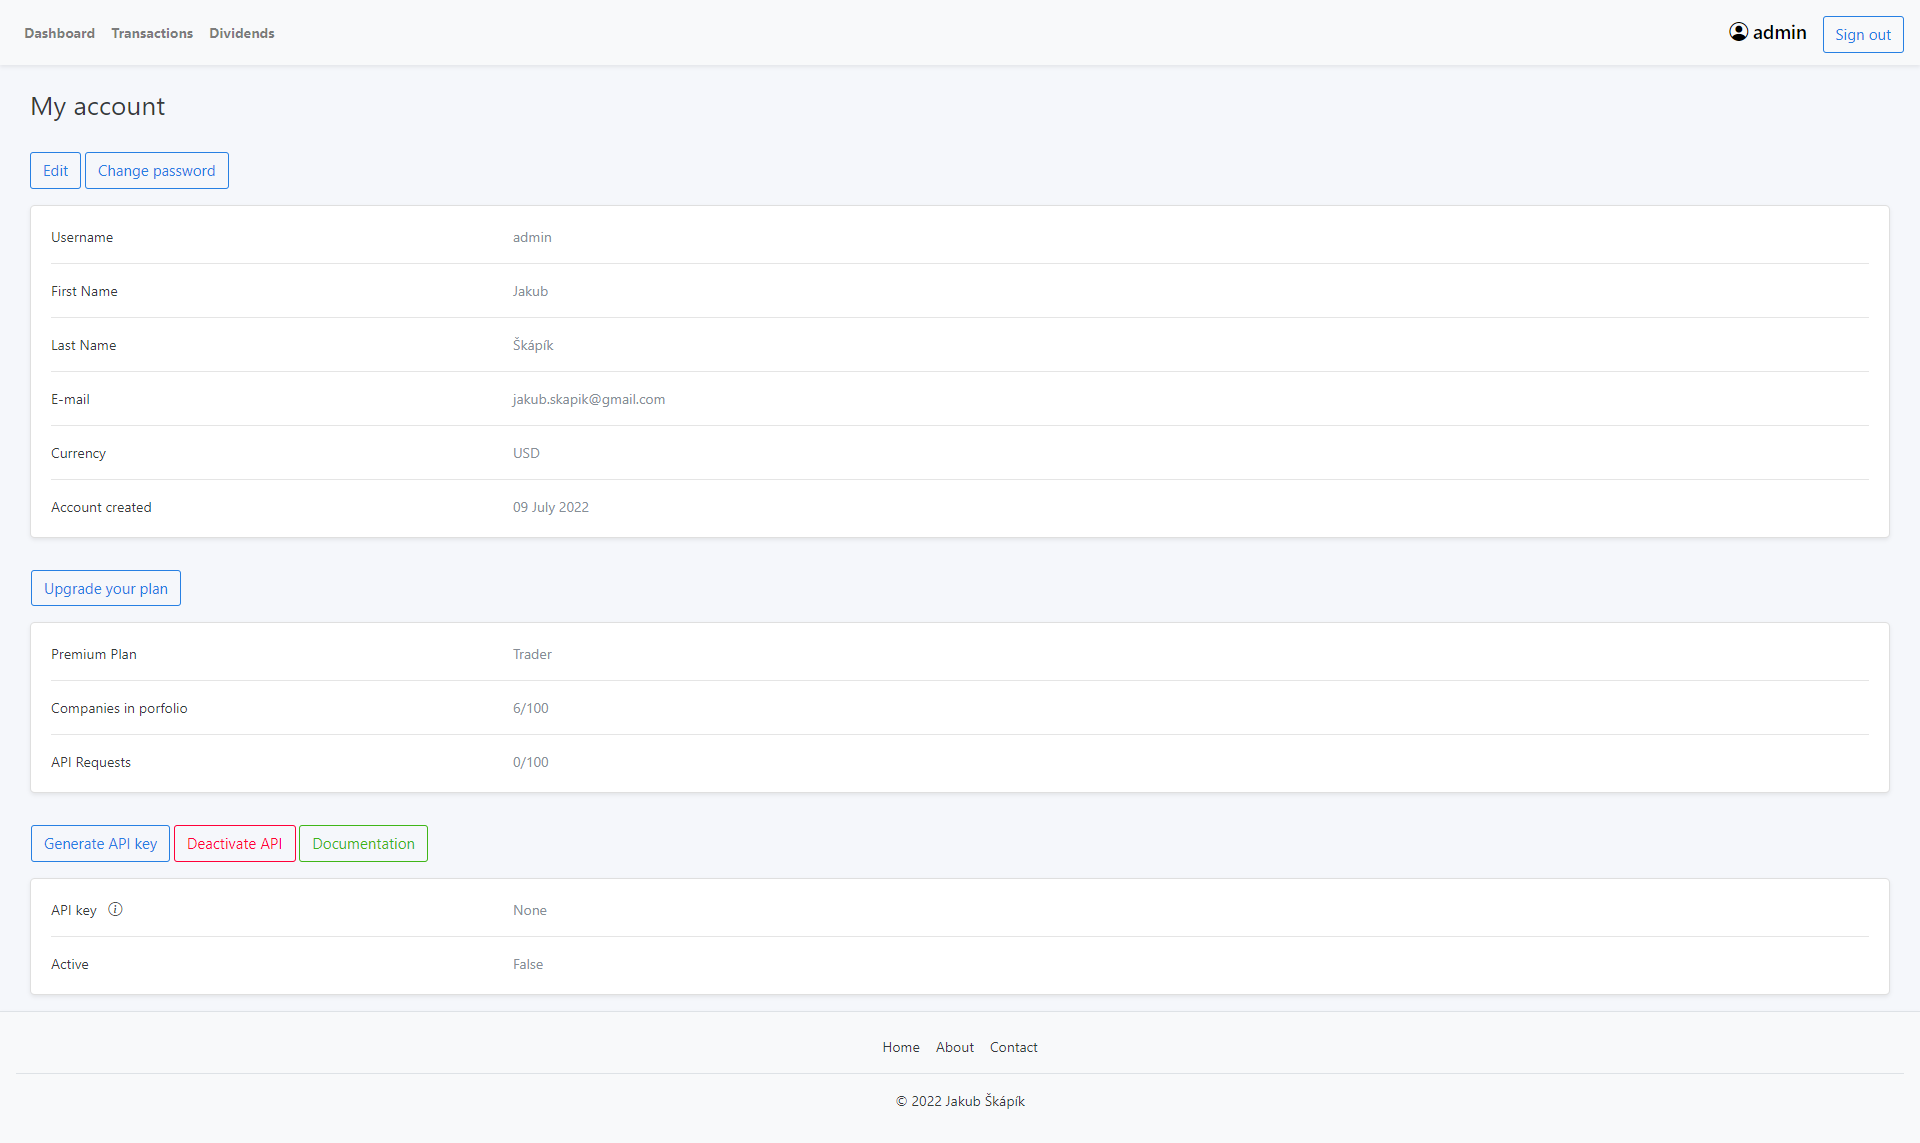 Dashboard Transactions Dividends admin Sign out
My account
Edit Change password
Username admin
First Name Jakub
Last Name Škápík
E-mail jakub.skapik@gmail.com
Currency USD
Account created 09 July 2022
Upgrade your plan
Premium Plan Trader
Companies in porfolio 6/100
API Requests 0/100
Generate API key Deactivate API Documentation
API key None
Active False
Home About Contact
© 2022 Jakub Škápík